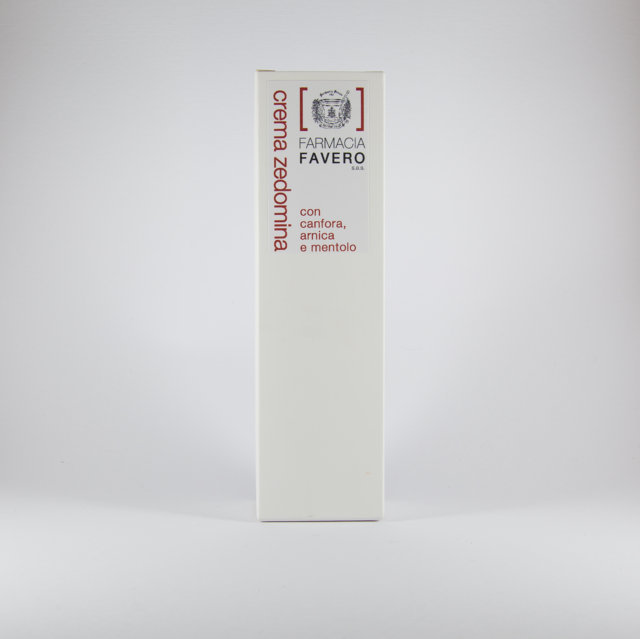 crema zedomina
FARMACIA
FAVERO
s.a.s.
con
canfora,
arnica
e mentolo